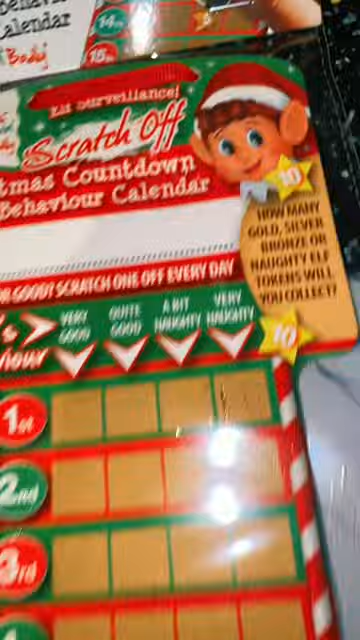 Calendar
Body
14th
15th
Elf Surveillance!
Scratch Off
tmas Countdown
Behaviour Calendar
10
HOW MANY
GOLD, SILVER
BRONZE OR
NAUGHTY ELF
TOKENS WILL
YOU COLLECT?
R GOOD! SCRATCH ONE OFF EVERY DAY
VERY GOOD
QUITE GOOD
A BIT NAUGHTY
VERY NAUGHTY
10
1st
2nd
3rd